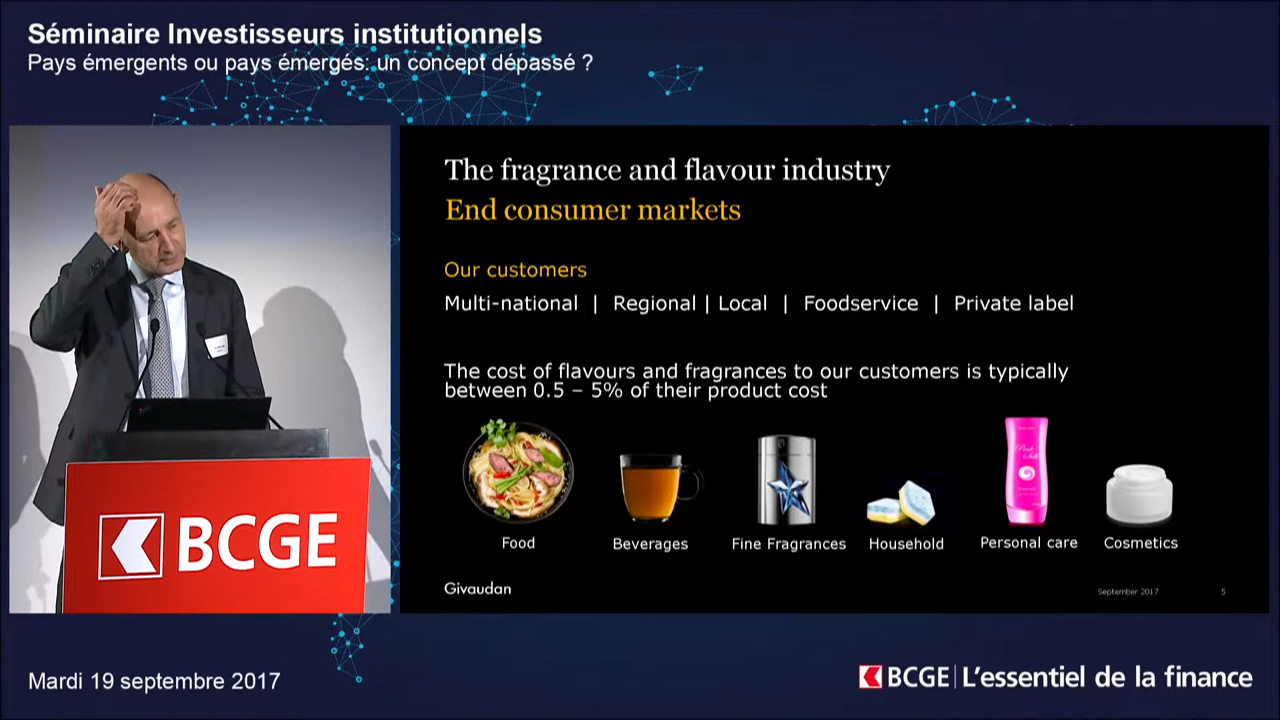 Séminaire Investisseurs institutionnels
Pays émergents ou pays émergés: un concept dépassé ?
The fragrance and flavour industry
End consumer markets
Our customers
Multi-national | Regional | Local | Foodservice | Private label
The cost of flavours and fragrances to our customers is typically
between 0.5 – 5% of their product cost
Food
Beverages
Fine Fragrances
Household
Personal care
Cosmetics
Givaudan
September 2017
5
BCGE
Mardi 19 septembre 2017
BCGE | L'essentiel de la finance